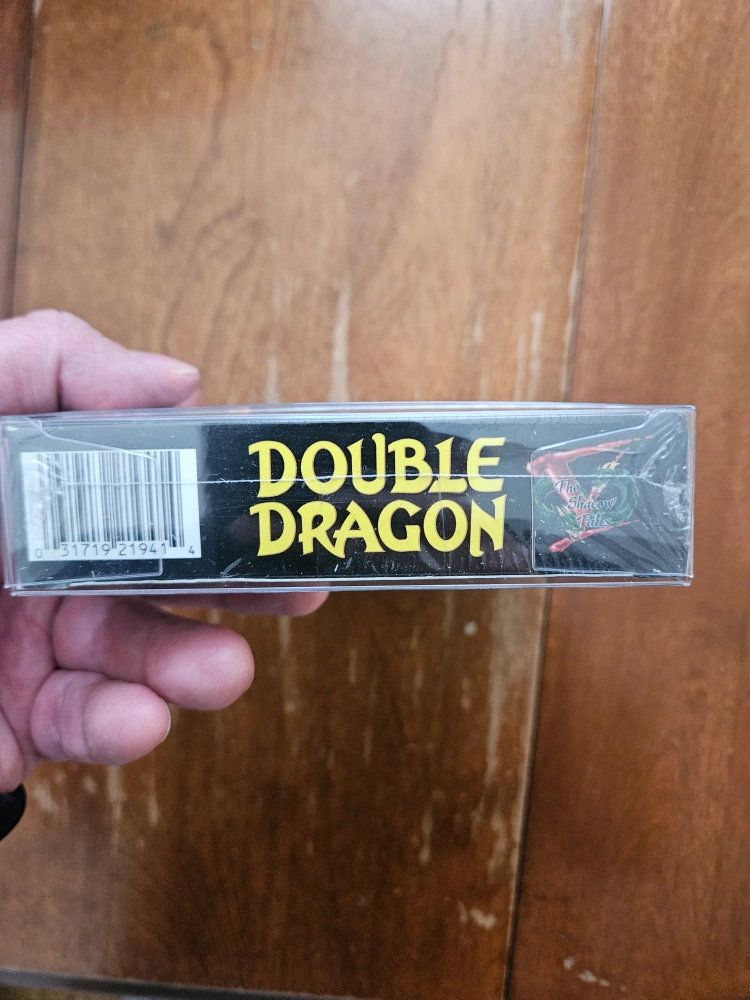 0 31719 21941 4
DOUBLE
DRAGON
V
The
Shadow
Falls